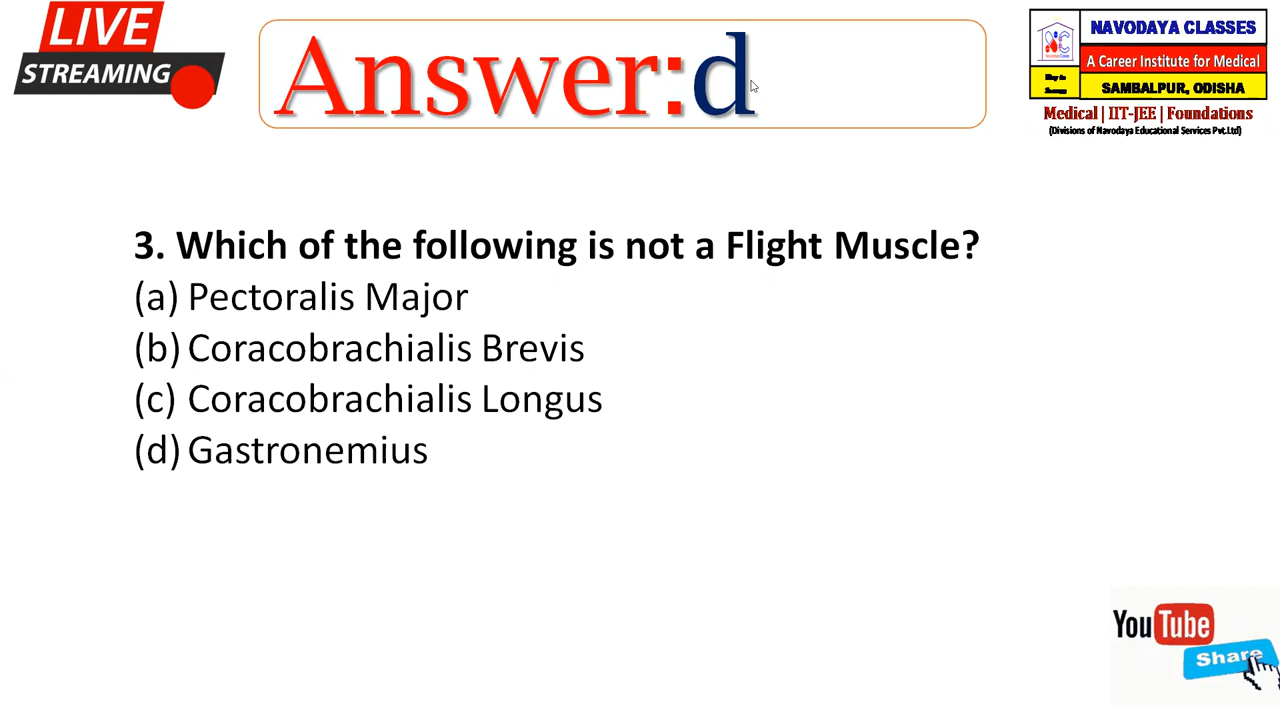 LIVE
STREAMING
Answer:d
NAVODAYA CLASSES
A Career Institute for Medical
SAMBALPUR, ODISHA
Medical | IIT-JEE | Foundations
(Divisions of Navodaya Educational Services Pvt.Ltd)
3. Which of the following is not a Flight Muscle?
(a) Pectoralis Major
(b) Coracobrachialis Brevis
(c) Coracobrachialis Longus
(d) Gastronemius
You Tube
Share